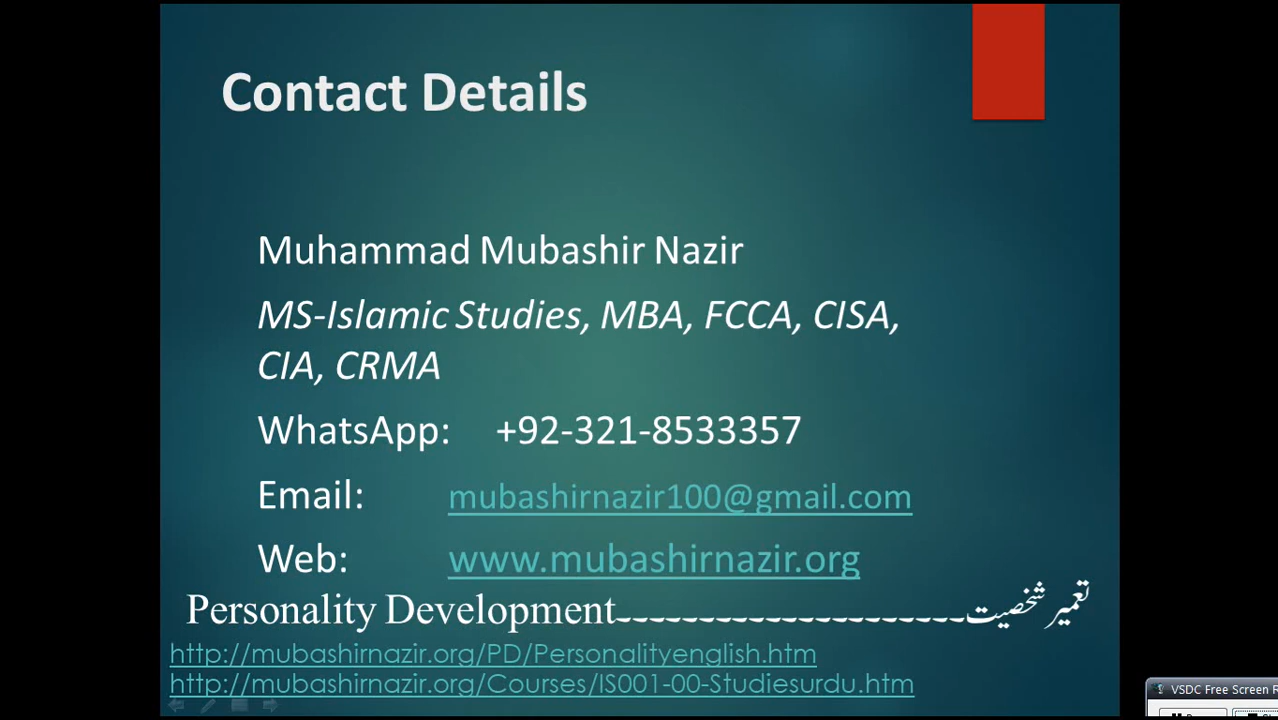 Contact Details
Muhammad Mubashir Nazir
MS-Islamic Studies, MBA, FCCA, CISA,
CIA, CRMA
WhatsApp: +92-321-8533357
Email: mubashirnazir100@gmail.com
Web: www.mubashirnazir.org
Personality Development---------------------تعمیر شخصیت
http://mubashirnazir.org/PD/Personalityenglish.htm
http://mubashirnazir.org/Courses/IS001-00-Studiesurdu.htm
VSDC Free Screen R